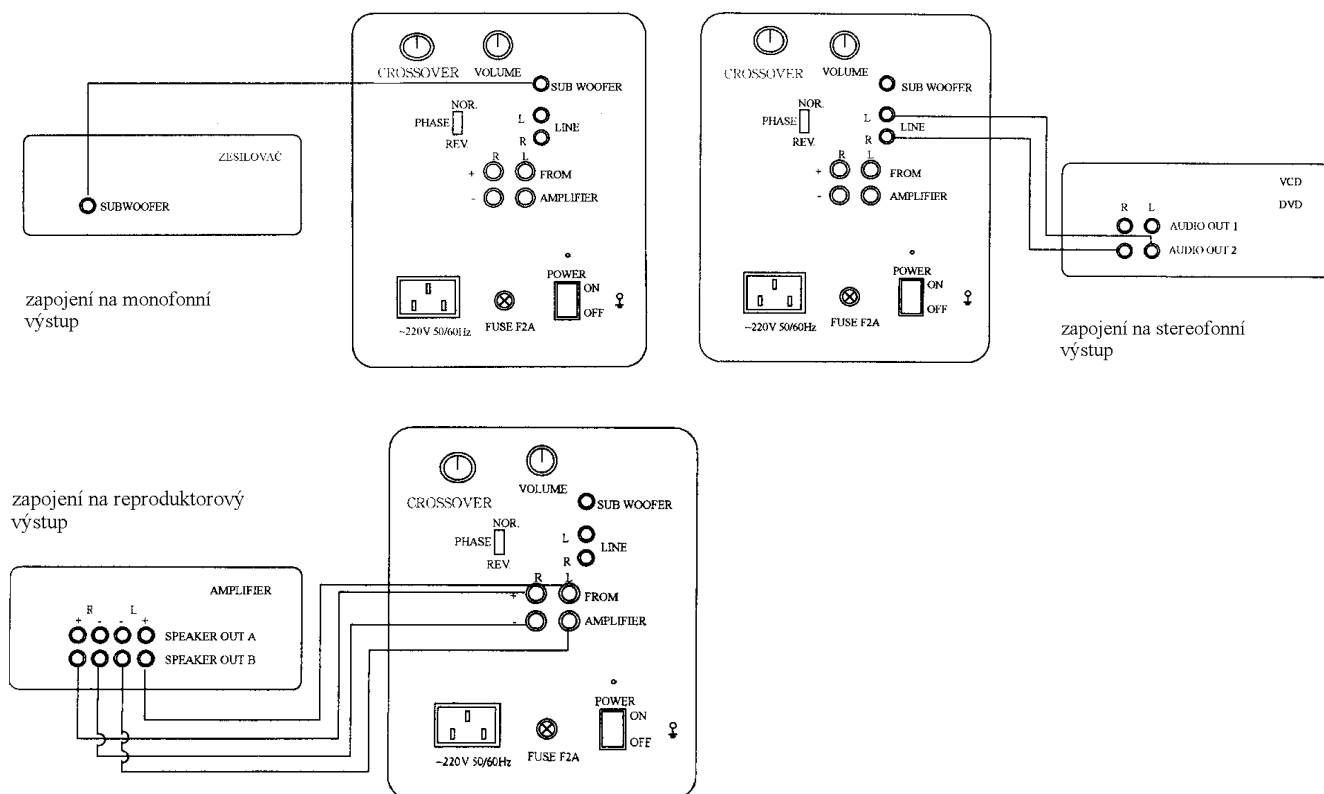 CROSSOVER
VOLUME
SUB WOOFER
NOR.
PHASE
REV.
L
LINE
R
R L
+ FROM
- AMPLIFIER
POWER
ON
OFF
~220V 50/60Hz
FUSE F2A
ZESILOVAČ
SUBWOOFER
zapojení na monofonní
výstup
CROSSOVER
VOLUME
SUB WOOFER
NOR.
PHASE
REV.
L
LINE
R
R L
+ FROM
- AMPLIFIER
POWER
ON
OFF
~220V 50/60Hz
FUSE F2A
VCD
DVD
R L
AUDIO OUT 1
AUDIO OUT 2
zapojení na stereofonní
výstup
zapojení na reproduktorový
výstup
AMPLIFIER
R L
+ - - +
SPEAKER OUT A
SPEAKER OUT B
CROSSOVER
VOLUME
SUB WOOFER
NOR.
PHASE
REV.
L
LINE
R
R L
+ FROM
- AMPLIFIER
POWER
ON
OFF
~220V 50/60Hz
FUSE F2A